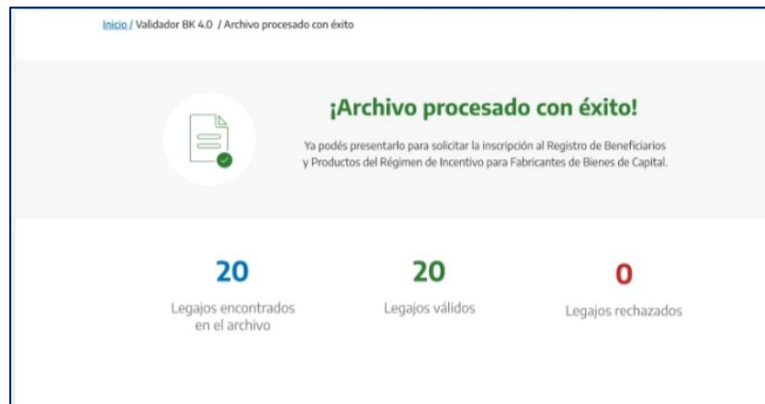 Inicio / Validador BK 4.0 / Archivo procesado con éxito
¡Archivo procesado con éxito!
Ya podés presentarlo para solicitar la inscripción al Registro de Beneficiarios
y Productos del Régimen de Incentivo para Fabricantes de Bienes de Capital.
20
Legajos encontrados
en el archivo
20
Legajos válidos
0
Legajos rechazados